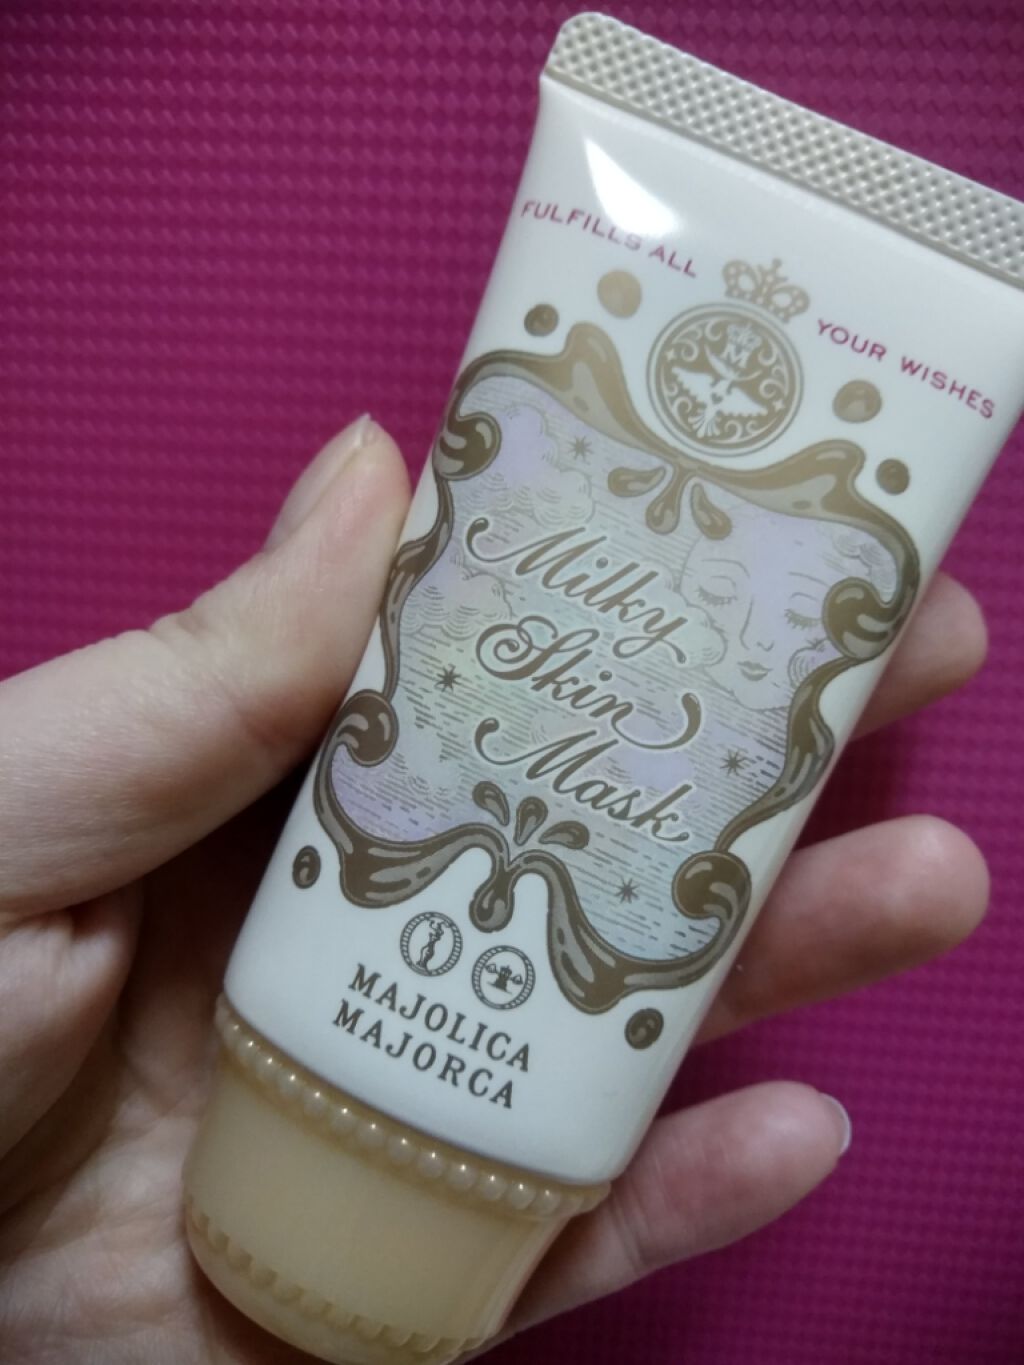 FULFILLS ALL
YOUR WISHES
M
Milky
Skin
Mask
MAJOLICA
MAJORCA